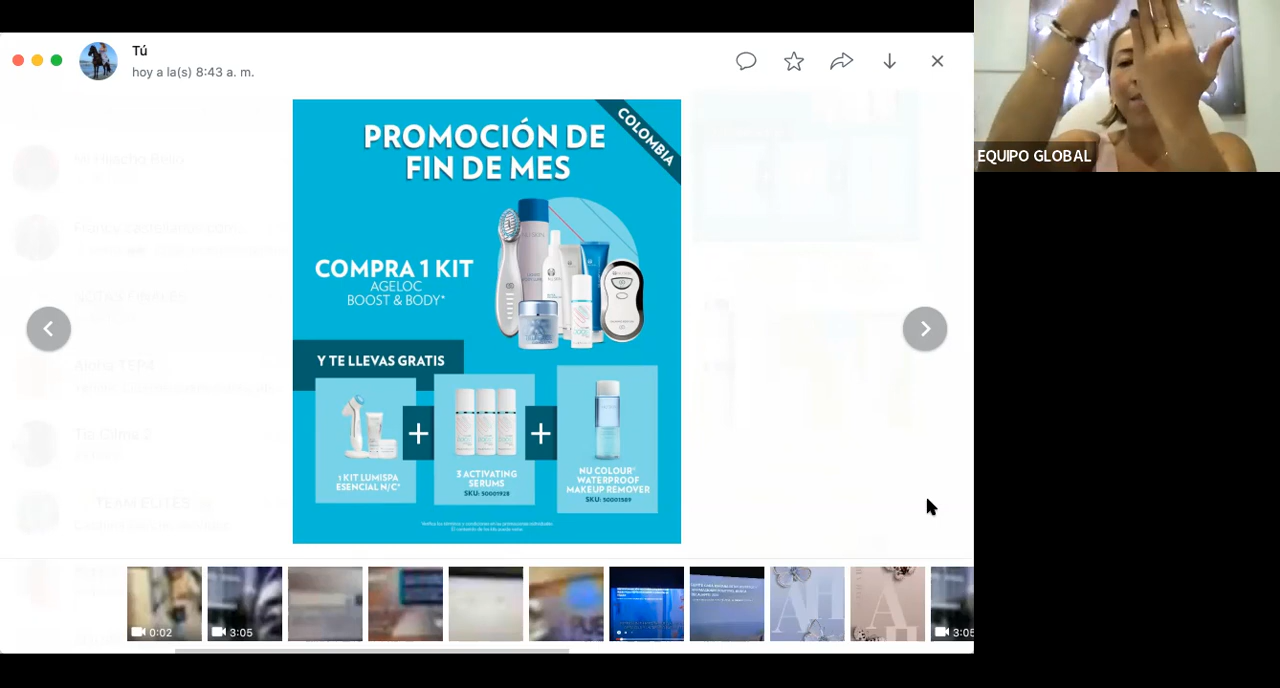 Tú
hoy a la(s) 8:43 a. m.
COLOMBIA
PROMOCIÓN DE
FIN DE MES
COMPRA 1 KIT
AGELOC
BOOST & BODY*
Y TE LLEVAS GRATIS
1 KIT LUMISPA
ESENCIAL N/C*
+
3 ACTIVATING
SERUMS
SKU: 50001928
+
NU COLOUR®
WATERPROOF
MAKEUP REMOVER
SKU: 50001589
0:02
3:05
3:05
EQUIPO GLOBAL